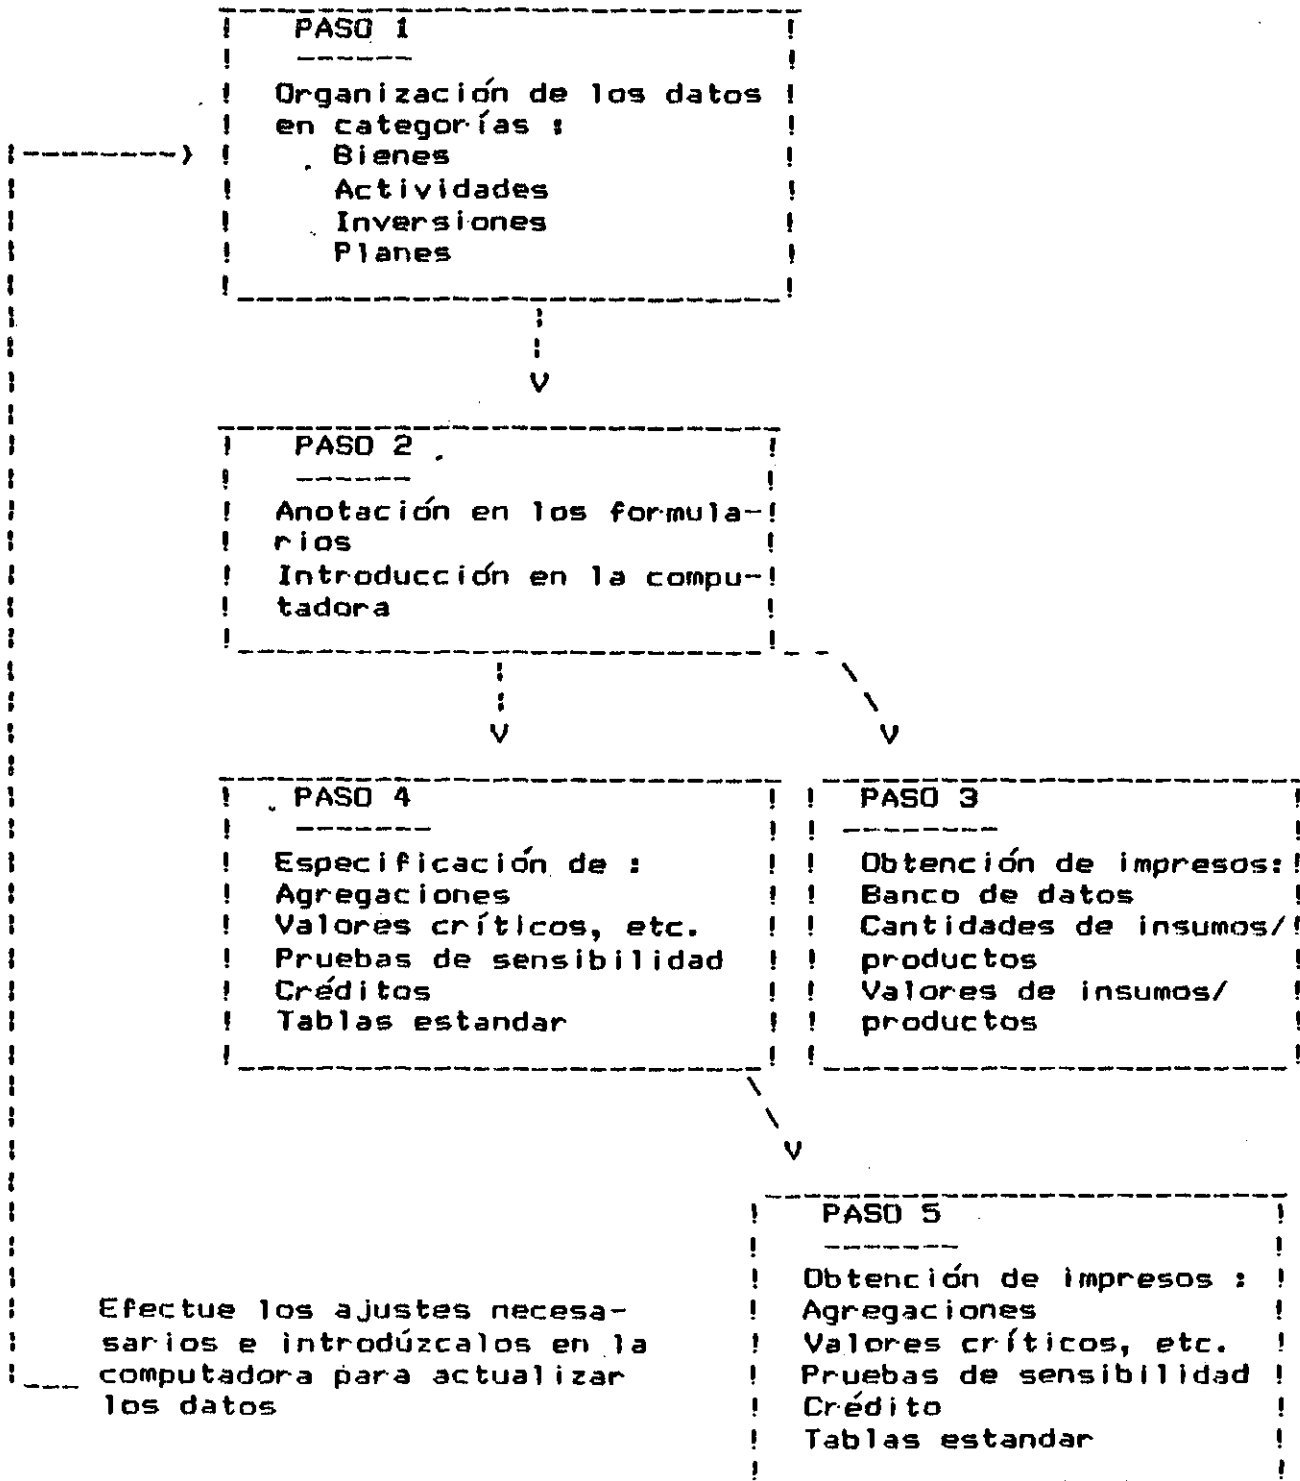 PASO 1
Organización de los datos
en categorías :
Bienes
Actividades
Inversiones
Planes
PASO 2
Anotación en los formula-
rios
Introducción en la compu-
tadora
PASO 4
Especificación de :
Agregaciones
Valores críticos, etc.
Pruebas de sensibilidad
Créditos
Tablas estandar
PASO 3
Obtención de impresos:
Banco de datos
Cantidades de insumos/
productos
Valores de insumos/
productos
PASO 5
Obtención de impresos :
Agregaciones
Valores críticos, etc.
Pruebas de sensibilidad
Crédito
Tablas estandar
Efectue los ajustes necesa-
sarios e introdúzcalos en la
computadora para actualizar
los datos